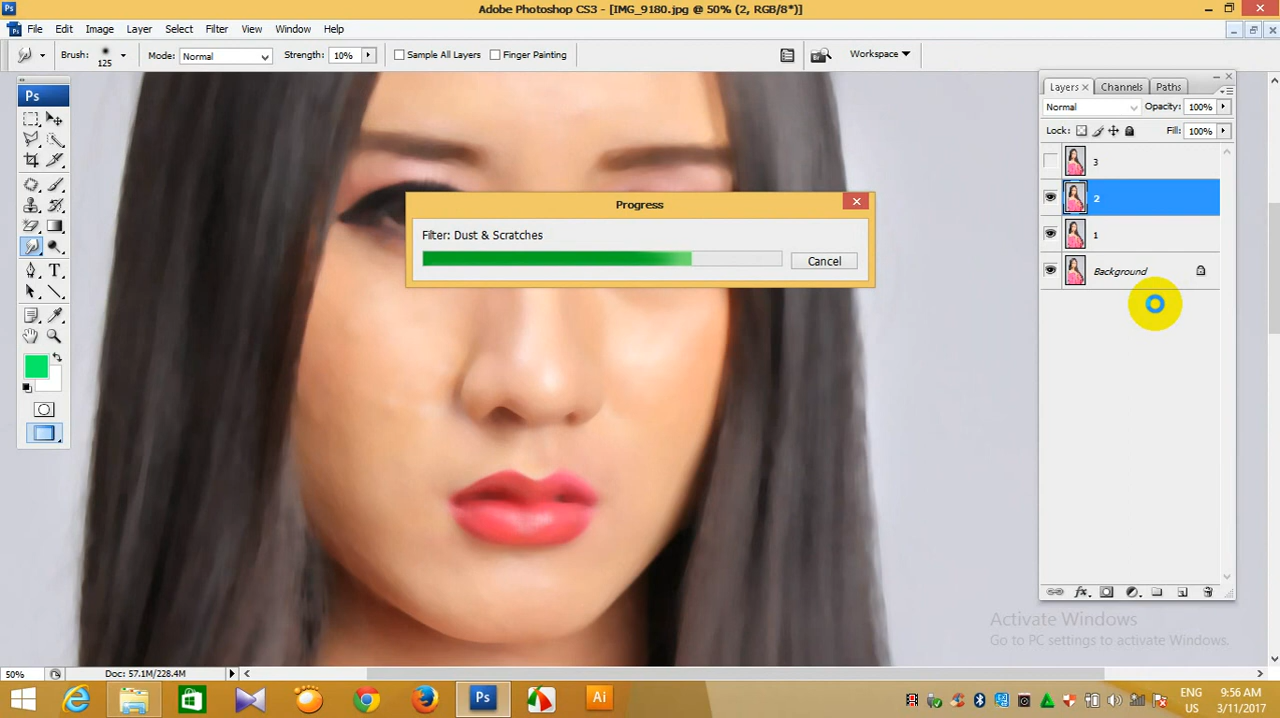 Ps
Adobe Photoshop CS3 - [IMG_9180.jpg @ 50% (2, RGB/8*)]
File Edit Image Layer Select Filter View Window Help
Brush: 125 Mode: Normal Strength: 10% Sample All Layers Finger Painting Workspace
Ps
Layers Channels Paths
Normal Opacity: 100%
Lock: Fill: 100%
3
2
1
Background
Progress
Filter: Dust & Scratches
Cancel
Activate Windows
Go to PC settings to activate Windows.
50% Doc: 57.1M/228.4M
Ps Ai
ENG 9:56 AM
US 3/11/2017